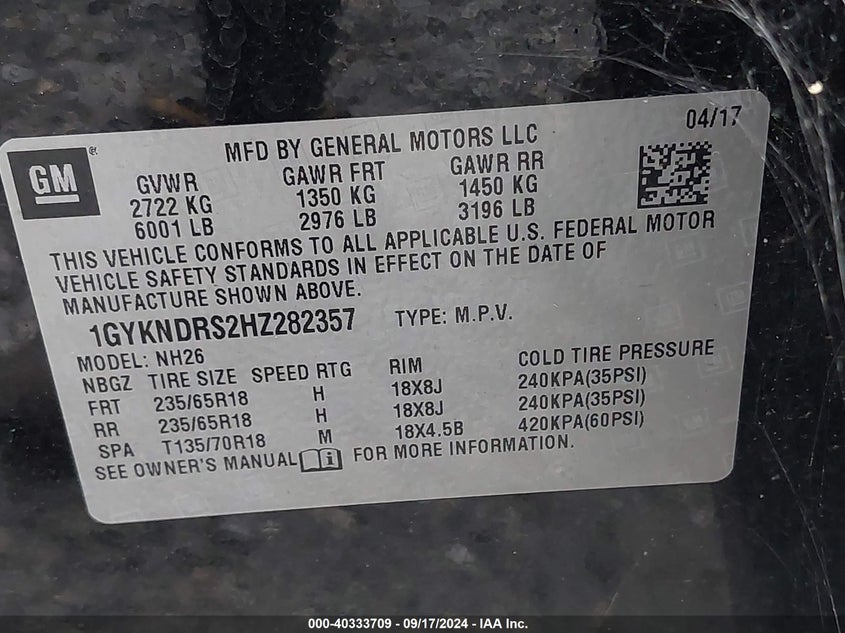 04/17
MFD BY GENERAL MOTORS LLC
GM
GVWR GAWR FRT GAWR RR
2722 KG 1350 KG 1450 KG
6001 LB 2976 LB 3196 LB
THIS VEHICLE CONFORMS TO ALL APPLICABLE U.S. FEDERAL MOTOR
VEHICLE SAFETY STANDARDS IN EFFECT ON THE DATE OF
MANUFACTURE SHOWN ABOVE.
1GYKNDRS2HZ282357 TYPE: M.P.V.
MODEL: NH26
NBGZ TIRE SIZE SPEED RTG RIM COLD TIRE PRESSURE
FRT 235/65R18 H 18X8J 240KPA(35PSI)
RR 235/65R18 H 18X8J 240KPA(35PSI)
SPA T135/70R18 M 18X4.5B 420KPA(60PSI)
SEE OWNER'S MANUAL FOR MORE INFORMATION.
000-40333709 - 09/17/2024 - IAA Inc.